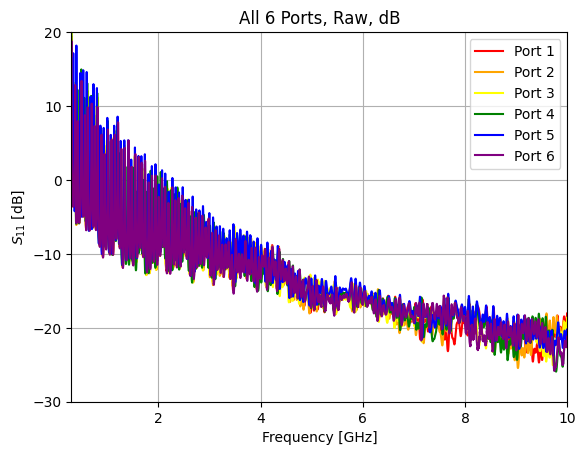 All 6 Ports, Raw, dB
S₁₁ [dB]
20
10
0
−10
−20
−30
2
4
6
8
10
Frequency [GHz]
Port 1
Port 2
Port 3
Port 4
Port 5
Port 6